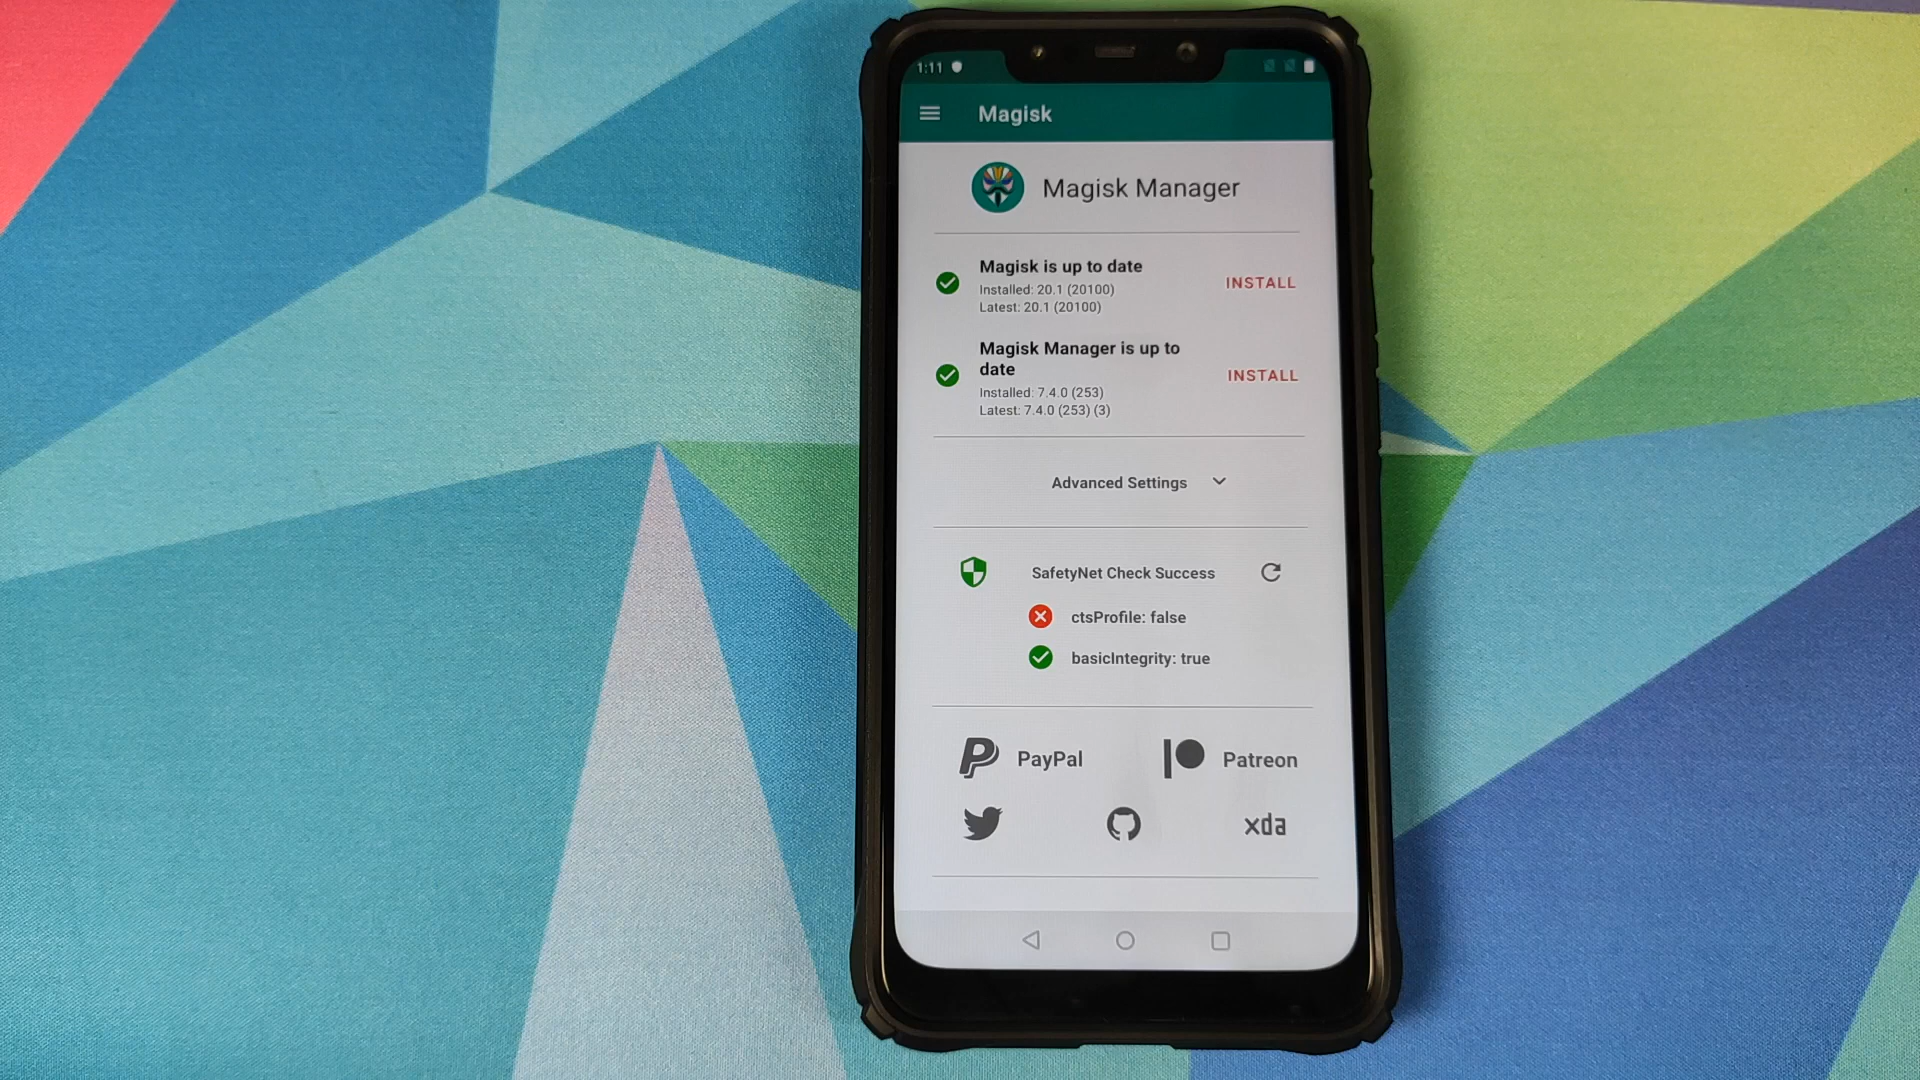 1:11
Magisk
Magisk Manager
Magisk is up to date
Installed: 20.1 (20100)
Latest: 20.1 (20100)
INSTALL
Magisk Manager is up to
date
Installed: 7.4.0 (253)
Latest: 7.4.0 (253) (3)
INSTALL
Advanced Settings
SafetyNet Check Success
ctsProfile: false
basicIntegrity: true
PayPal
Patreon
xda